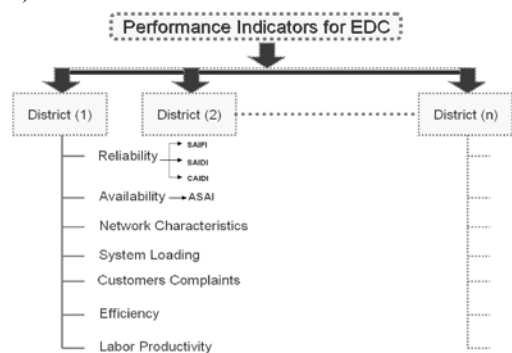 )
Performance Indicators for EDC
District (1) District (2) District (n)
Reliability
SAIFI
SAIDI
CAIDI
Availability ASAI
Network Characteristics
System Loading
Customers Complaints
Efficiency
Labor Productivity